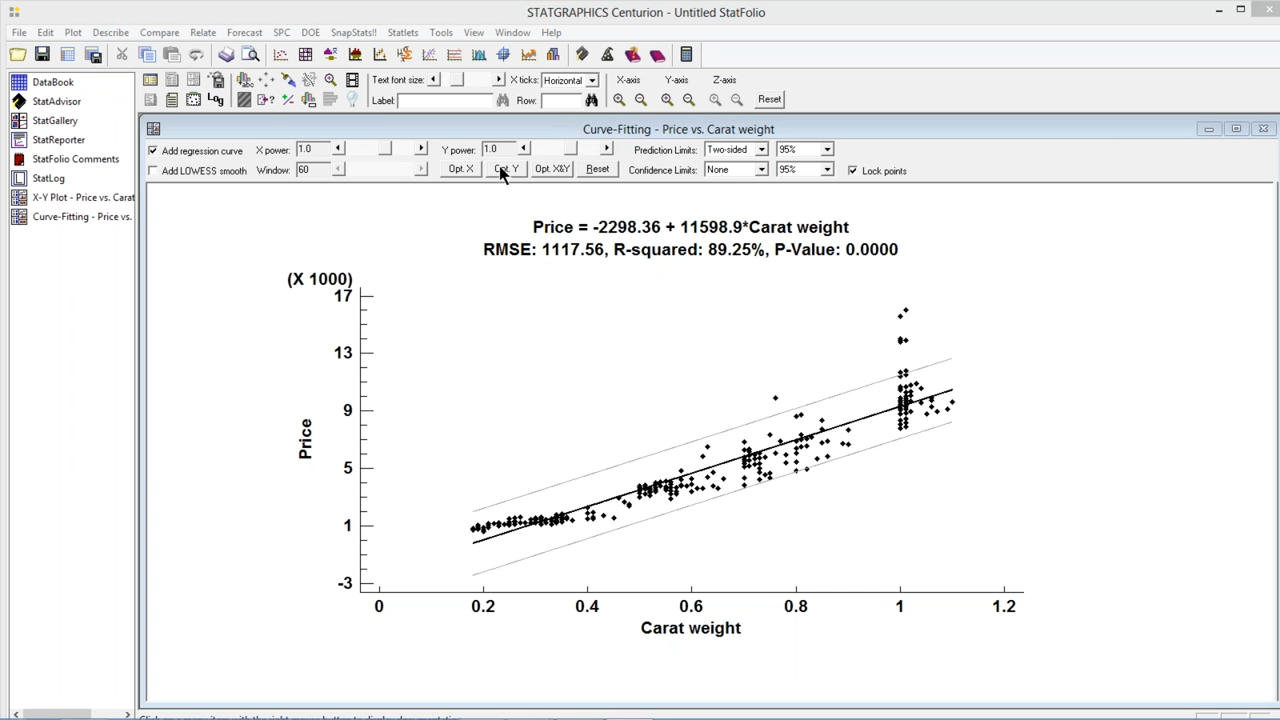 STATGRAPHICS Centurion - Untitled StatFolio
File Edit Plot Describe Compare Relate Forecast SPC DOE SnapStats!! Statlets Tools View Window Help
DataBook
StatAdvisor
StatGallery
StatReporter
StatFolio Comments
StatLog
X-Y Plot - Price vs. Carat
Curve-Fitting - Price vs.
Text font size: X ticks: Horizontal X-axis Y-axis Z-axis
Log Label: Row: Reset
Curve-Fitting - Price vs. Carat weight
Add regression curve X power: 1.0 Y power: 1.0 Prediction Limits: Two-sided 95%
Add LOWESS smooth Window: 60 Opt. X Opt. Y Opt. X&Y Reset Confidence Limits: None 95% Lock points
Price = -2298.36 + 11598.9*Carat weight
RMSE: 1117.56, R-squared: 89.25%, P-Value: 0.0000
(X 1000)
17
13
9
5
1
-3
Price
0 0.2 0.4 0.6 0.8 1 1.2
Carat weight